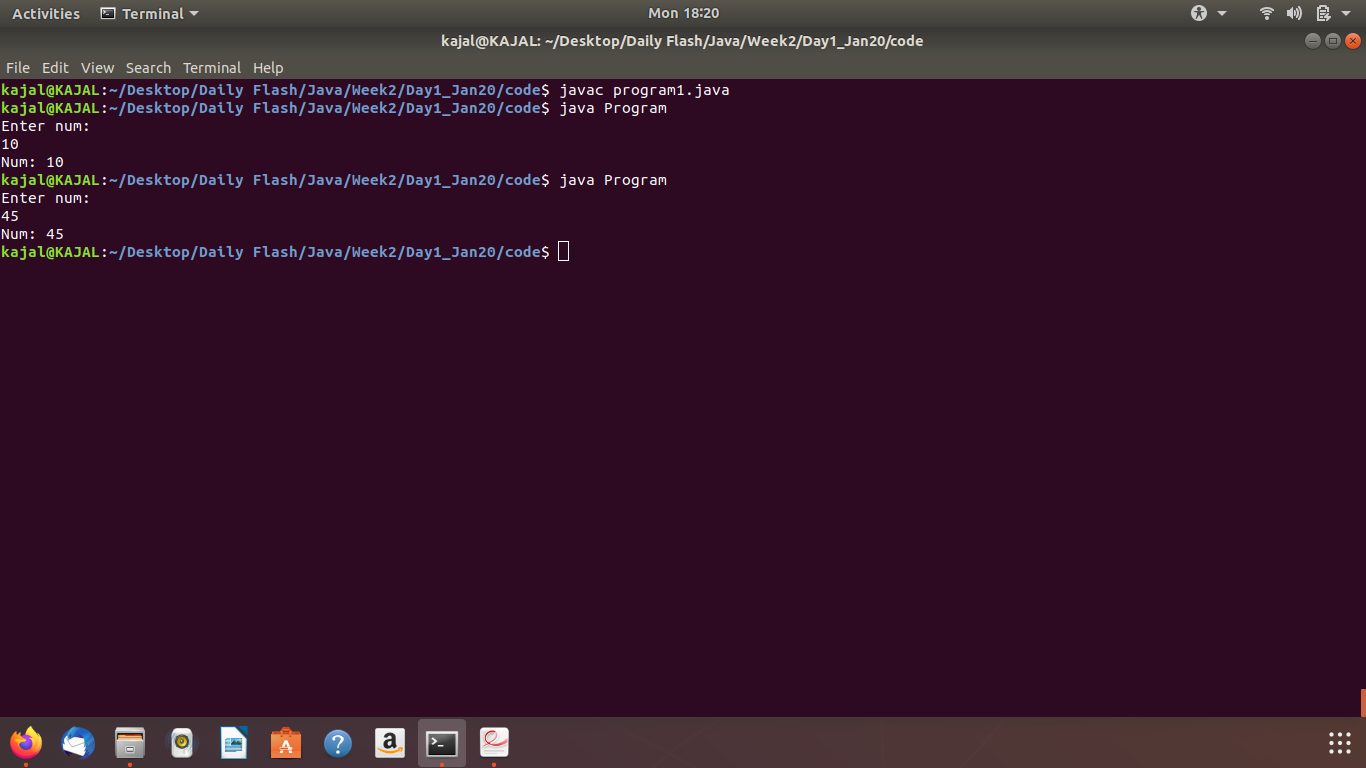 Activities Terminal Mon 18:20
kajal@KAJAL: ~/Desktop/Daily Flash/Java/Week2/Day1_Jan20/code
File Edit View Search Terminal Help
kajal@KAJAL:~/Desktop/Daily Flash/Java/Week2/Day1_Jan20/code$ javac program1.java
kajal@KAJAL:~/Desktop/Daily Flash/Java/Week2/Day1_Jan20/code$ java Program
Enter num:
10
Num: 10
kajal@KAJAL:~/Desktop/Daily Flash/Java/Week2/Day1_Jan20/code$ java Program
Enter num:
45
Num: 45
kajal@KAJAL:~/Desktop/Daily Flash/Java/Week2/Day1_Jan20/code$